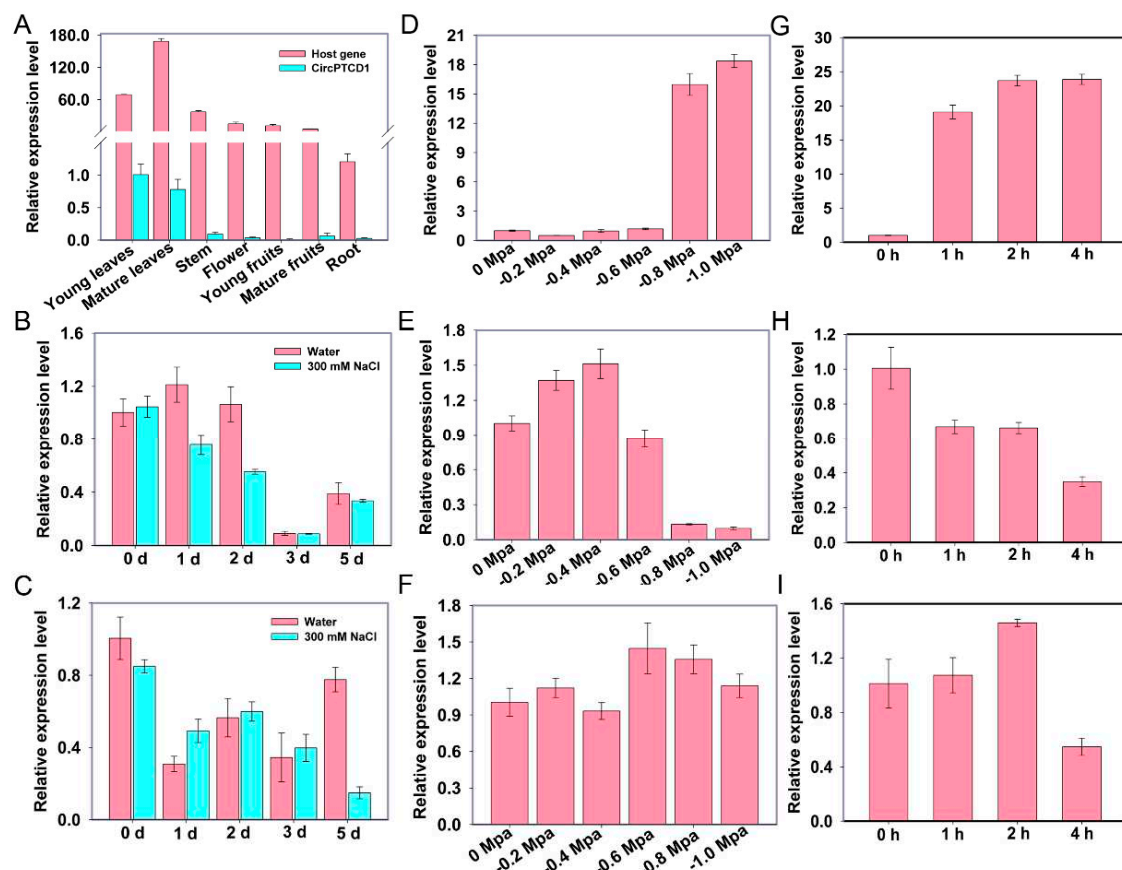 A
Relative expression level
180.0
120.0
60.0
1.0
0.5
0.0
Host gene
CircPTCD1
Young leaves
Mature leaves
Stem
Flower
Young fruits
Mature fruits
Root
D
Relative expression level
21
18
15
12
9
6
3
0
0 Mpa
-0.2 Mpa
-0.4 Mpa
-0.6 Mpa
-0.8 Mpa
-1.0 Mpa
G
Relative expression level
30
25
20
15
10
5
0
0 h 1 h 2 h 4 h
B
Relative expression level
1.6
1.2
0.8
0.4
0.0
Water
300 mM NaCl
0 d 1 d 2 d 3 d 5 d
E
Relative expression level
1.8
1.5
1.2
0.9
0.6
0.3
0.0
0 Mpa
-0.2 Mpa
-0.4 Mpa
-0.6 Mpa
-0.8 Mpa
-1.0 Mpa
H
Relative expression level
1.2
1.0
0.8
0.6
0.4
0.2
0.0
0 h 1 h 2 h 4 h
C
Relative expression level
1.2
0.8
0.4
0.0
Water
300 mM NaCl
0 d 1 d 2 d 3 d 5 d
F
Relative expression level
1.8
1.5
1.2
0.9
0.6
0.3
0.0
0 Mpa
-0.2 Mpa
-0.4 Mpa
-0.6 Mpa
0.8 Mpa
-1.0 Mpa
I
Relative expression level
1.6
1.2
0.8
0.4
0.0
0 h 1 h 2 h 4 h